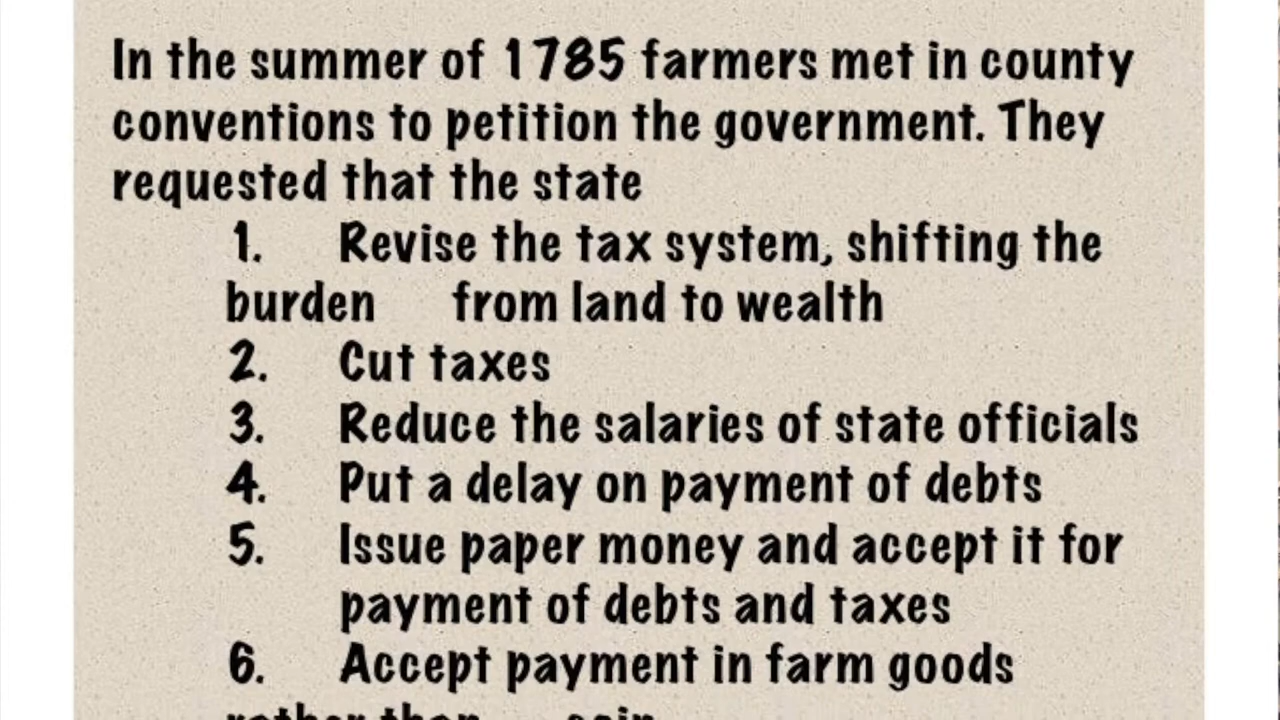 In the summer of 1785 farmers met in county
conventions to petition the government. They
requested that the state
1. Revise the tax system, shifting the
burden from land to wealth
2. Cut taxes
3. Reduce the salaries of state officials
4. Put a delay on payment of debts
5. Issue paper money and accept it for
payment of debts and taxes
6. Accept payment in farm goods
rather than coin